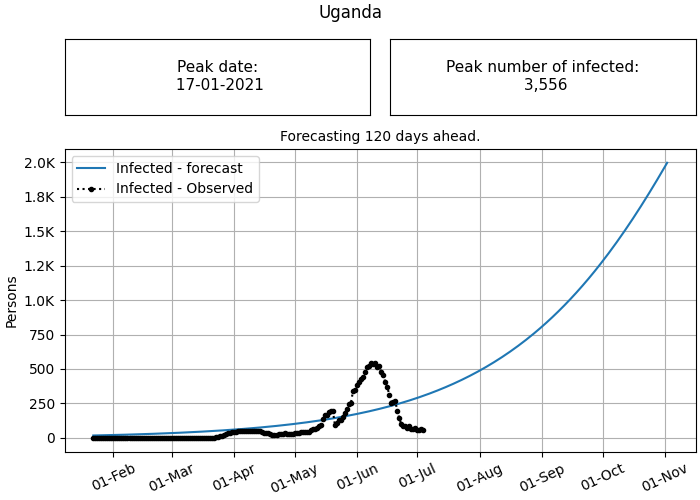 Uganda
Peak date:
17-01-2021
Peak number of infected:
3,556
Forecasting 120 days ahead.
Infected - forecast
Infected - Observed
Persons
2.0K
1.8K
1.5K
1.2K
1.0K
750
500
250
0
01-Feb
01-Mar
01-Apr
01-May
01-Jun
01-Jul
01-Aug
01-Sep
01-Oct
01-Nov